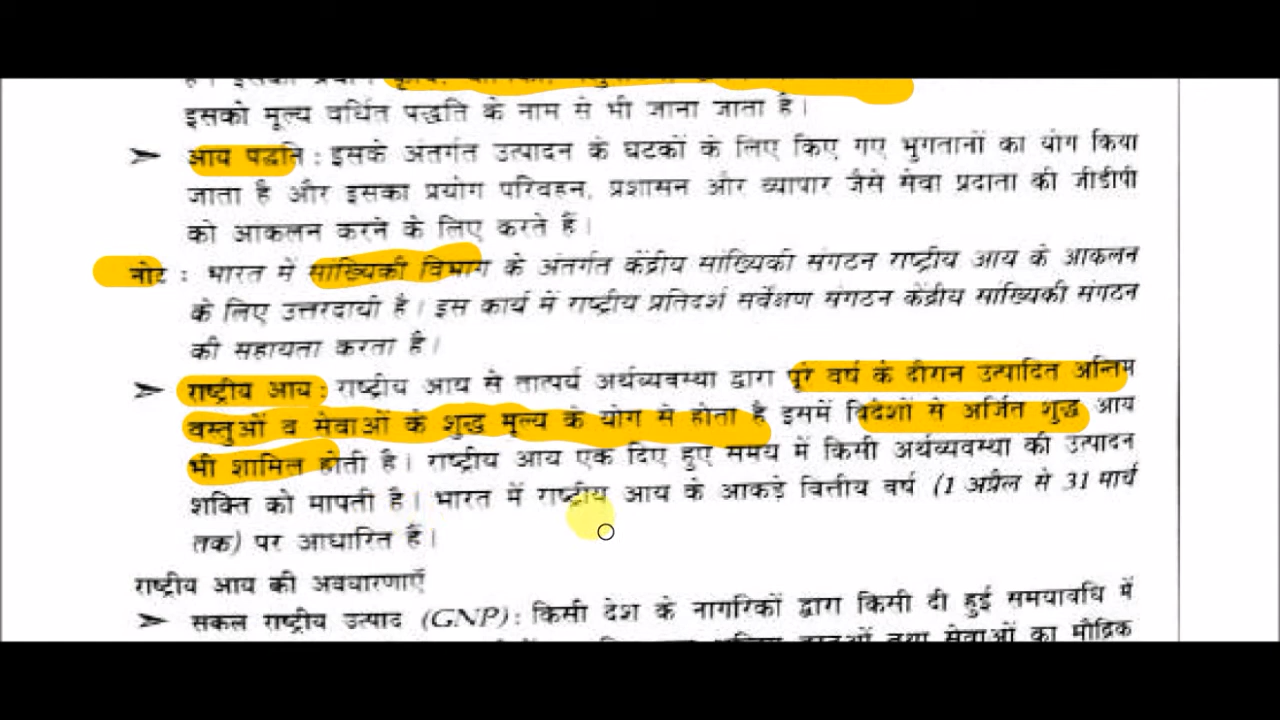 इसको मूल्य वर्धित पद्धति के नाम से भी जाना जाता है।
➤ आय पद्धति : इसके अंतर्गत उत्पादन के घटकों के लिए किए गए भुगतानों का योग किया
जाता है और इसका प्रयोग परिवहन, प्रशासन और व्यापार जैसे सेवा प्रदाता की जीडीपी
को आंकलन करने के लिए करते हैं।
नोट : भारत में सांख्यिकी विभाग के अंतर्गत केंद्रीय सांख्यिकी संगठन राष्ट्रीय आय के आकलन
के लिए उत्तरदायी है। इस कार्य में राष्ट्रीय प्रतिदर्श सर्वेक्षण संगठन केंद्रीय सांख्यिकी संगठन
की सहायता करता है।
➤ राष्ट्रीय आय : राष्ट्रीय आय से तात्पर्य अर्थव्यवस्था द्वारा पूरे वर्ष के दौरान उत्पादित अन्तिम
वस्तुओं व सेवाओं के शुद्ध मूल्य के योग से होता है इसमें विदेशों से अर्जित शुद्ध आय
भी शामिल होती है। राष्ट्रीय आय एक दिए हुए समय में किसी अर्थव्यवस्था की उत्पादन
शक्ति को मापती है। भारत में राष्ट्रीय आय के आकडे़ वित्तीय वर्ष (1 अप्रैल से 31 मार्च
तक) पर आधारित हैं।
राष्ट्रीय आय की अवधारणाएँ
➤ सकल राष्ट्रीय उत्पाद (GNP) : किसी देश के नागरिकों द्वारा किसी दी हुई समयावधि में
वस्तुओं तथा सेवाओं का मौद्रिक